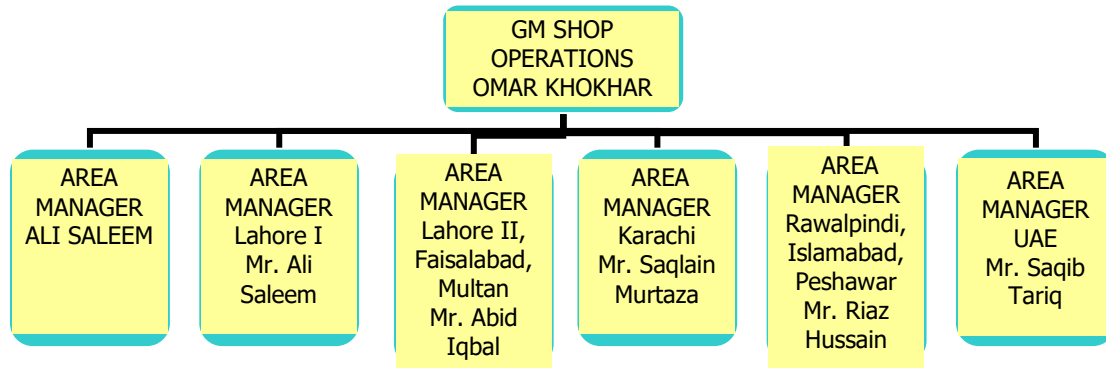 GM SHOP
OPERATIONS
OMAR KHOKHAR
AREA
MANAGER
ALI SALEEM
AREA
MANAGER
Lahore I
Mr. Ali
Saleem
AREA
MANAGER
Lahore II,
Faisalabad,
Multan
Mr. Abid
Iqbal
AREA
MANAGER
Karachi
Mr. Saqlain
Murtaza
AREA
MANAGER
Rawalpindi,
Islamabad,
Peshawar
Mr. Riaz
Hussain
AREA
MANAGER
UAE
Mr. Saqib
Tariq